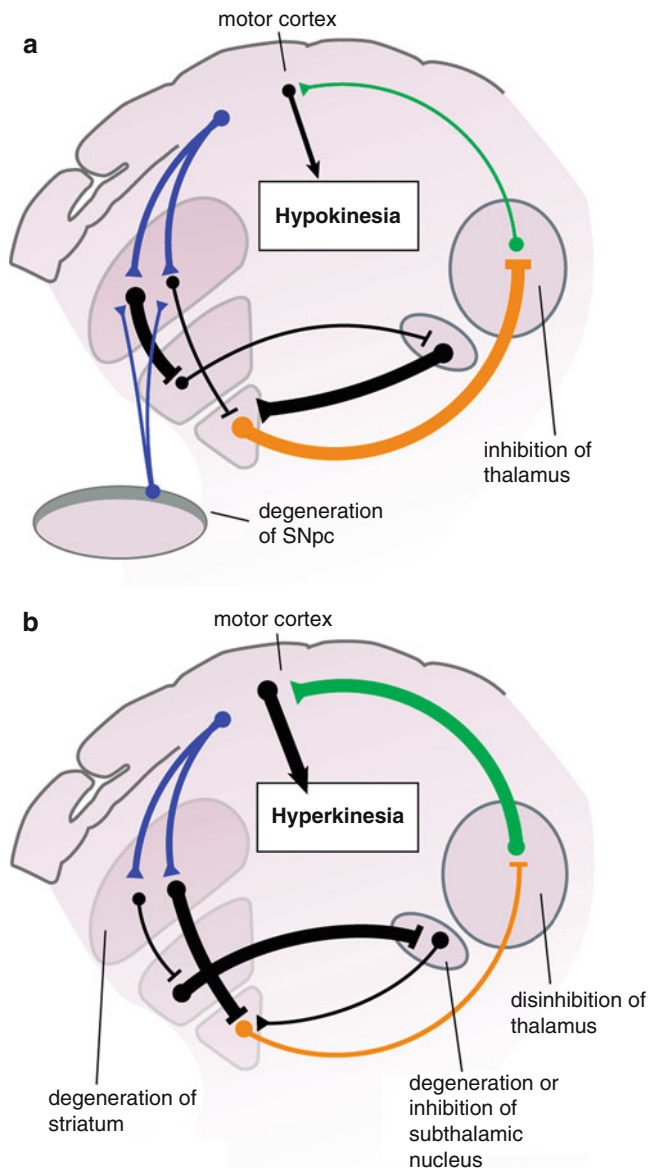 a
motor cortex
Hypokinesia
inhibition of
thalamus
degeneration
of SNpc
b
motor cortex
Hyperkinesia
disinhibition of
thalamus
degeneration of
striatum
degeneration or
inhibition of
subthalamic
nucleus